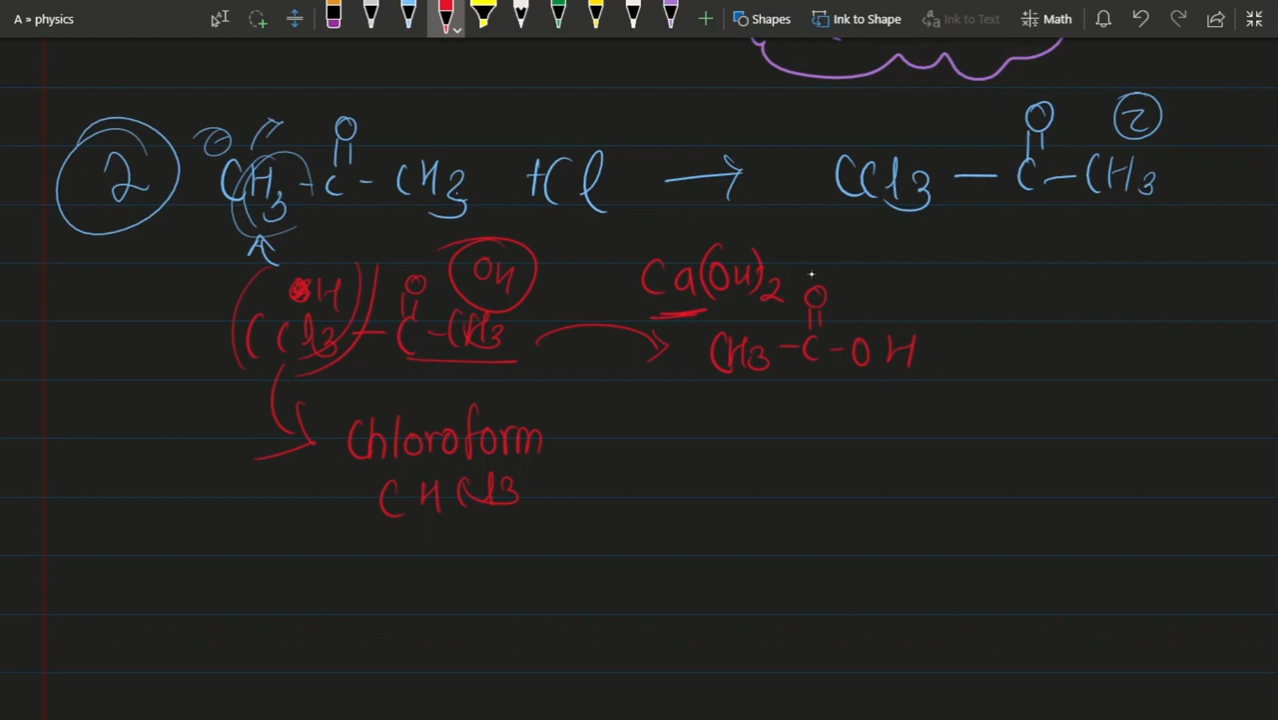 A » physics
Shapes Ink to Shape Ink to Text Math
O O 2
2 CH3 - C - CH3 + Cl → CCl3 — C - CH3
A
H O OH Ca(OH)2 O
CCl3 — C - CH3 → CH3 - C - OH
Chloroform
CHCl3